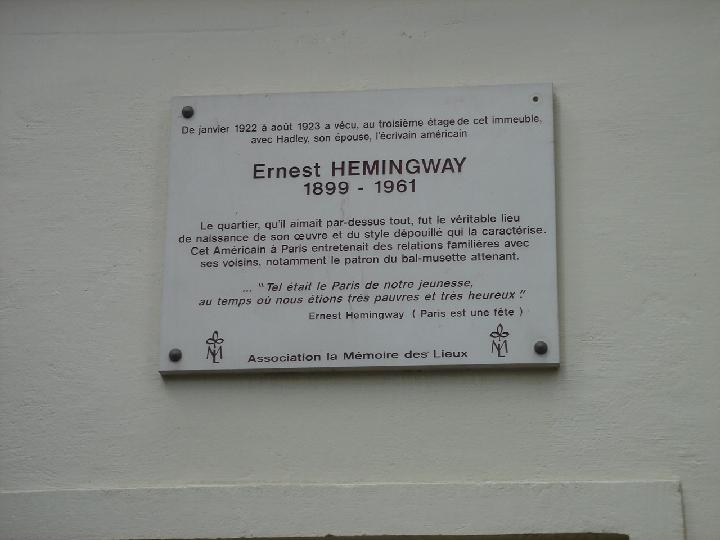 De janvier 1922 à août 1923 a vécu, au troisième étage de cet immeuble,
avec Hadley, son épouse, l'écrivain américain
Ernest HEMINGWAY
1899 - 1961
Le quartier, qu'il aimait par-dessus tout, fut le véritable lieu
de naissance de son œuvre et du style dépouillé qui la caractérise.
Cet Américain à Paris entretenait des relations familières avec
ses voisins, notamment le patron du bal-musette attenant.
... "Tel était le Paris de notre jeunesse,
au temps où nous étions très pauvres et très heureux."
Ernest Hemingway ( Paris est une fête )
ML
ML
Association la Mémoire des Lieux